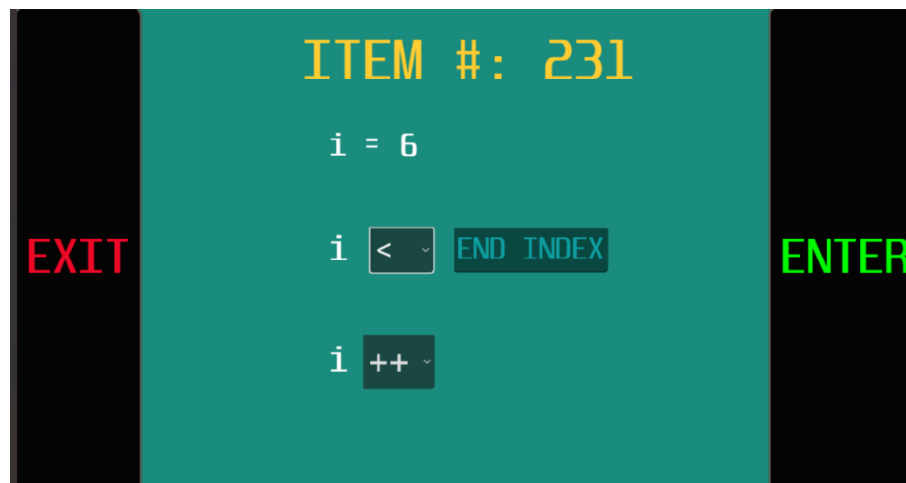 ITEM #: 231
i = 6
EXIT
i < END INDEX
ENTER
i ++